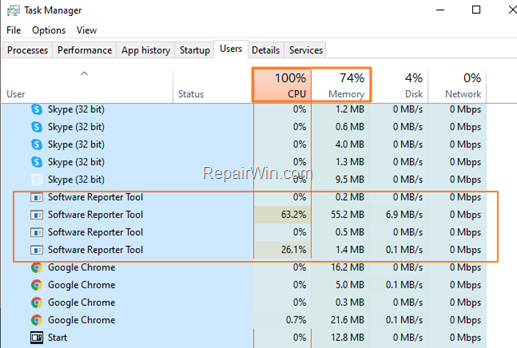 Task Manager
File Options View
Processes Performance App history Startup Users Details Services
100% 74% 4% 0%
User Status CPU Memory Disk Network
Skype (32 bit) 0% 1.2 MB 0 MB/s 0 Mbps
Skype (32 bit) 0% 0.6 MB 0 MB/s 0 Mbps
Skype (32 bit) 0% 4.0 MB 0 MB/s 0 Mbps
Skype (32 bit) 0% 1.3 MB 0 MB/s 0 Mbps
Skype (32 bit) 0% 9.5 MB 0 MB/s 0 Mbps
RepairWin.com
Software Reporter Tool 0% 0.2 MB 0 MB/s 0 Mbps
Software Reporter Tool 63.2% 55.2 MB 6.9 MB/s 0 Mbps
Software Reporter Tool 0% 0.5 MB 0 MB/s 0 Mbps
Software Reporter Tool 26.1% 1.4 MB 0.1 MB/s 0 Mbps
Google Chrome 0% 16.2 MB 0 MB/s 0 Mbps
Google Chrome 0% 5.0 MB 0.1 MB/s 0 Mbps
Google Chrome 0% 0.3 MB 0 MB/s 0 Mbps
Google Chrome 0.7% 21.6 MB 0.1 MB/s 0 Mbps
Start 0% 12.8 MB 0 MB/s 0 Mbps